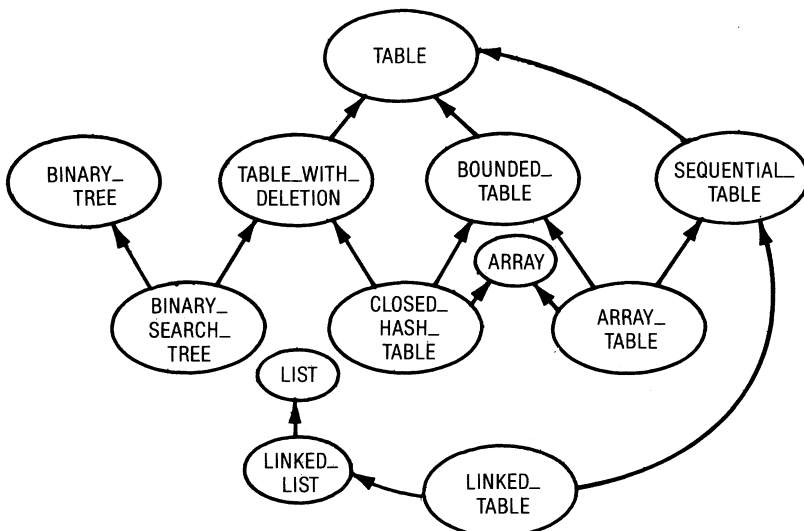 TABLE
BINARY_
TREE
TABLE_WITH_
DELETION
BOUNDED_
TABLE
SEQUENTIAL_
TABLE
ARRAY
BINARY_
SEARCH_
TREE
CLOSED_
HASH_
TABLE
ARRAY_
TABLE
LIST
LINKED_
LIST
LINKED_
TABLE